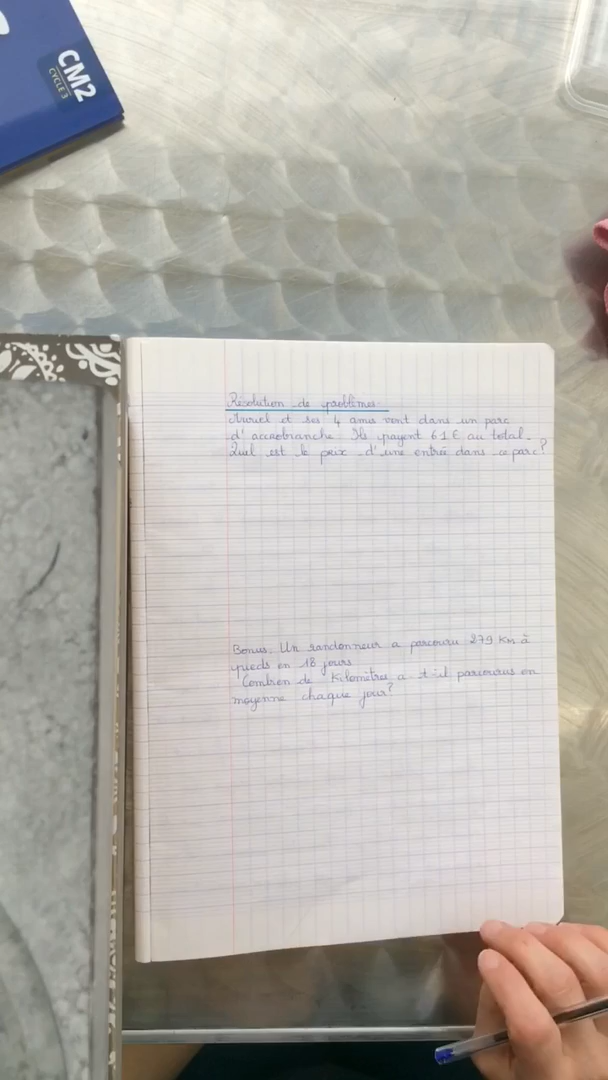 CM2
CYCLE 3
Résolution de problèmes.
Auriel et ses 4 amis vont dans un parc
d'accrobranche. Ils payent 61€ au total.
Quel est le prix d'une entrée dans ce parc?
Bonus: Un randonneur a parcouru 279 Km à
pieds en 18 jours
Combien de Kilomètres a t-il parcourus en
moyenne chaque jour?